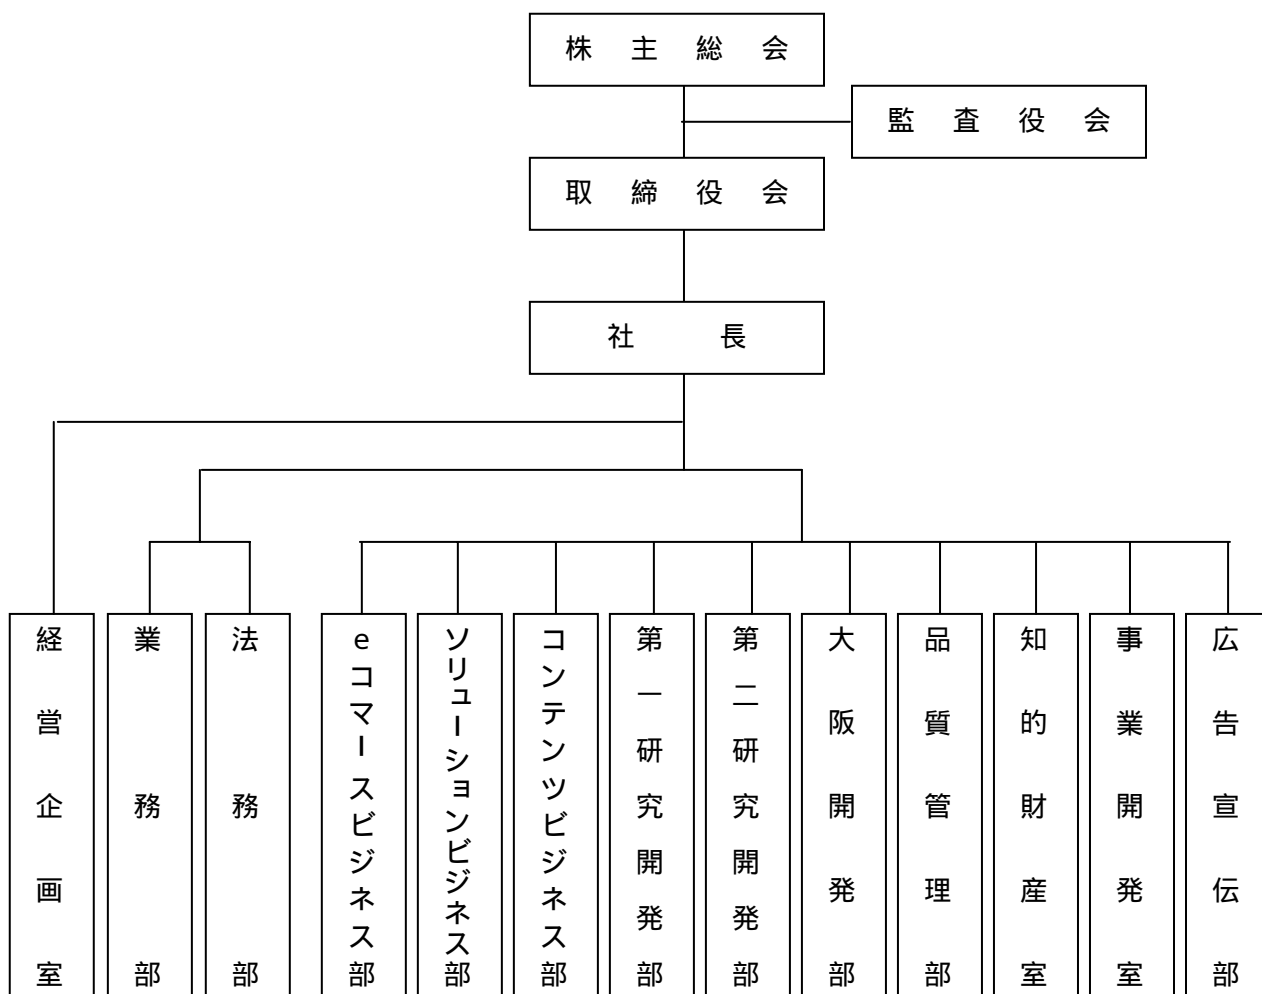 株主総会
監査役会
取締役会
社長
経営企画室
業務部
法務部
eコマースビジネス部
ソリューションビジネス部
コンテンツビジネス部
第一研究開発部
第二研究開発部
大阪開発部
品質管理部
知的財産室
事業開発室
広告宣伝部